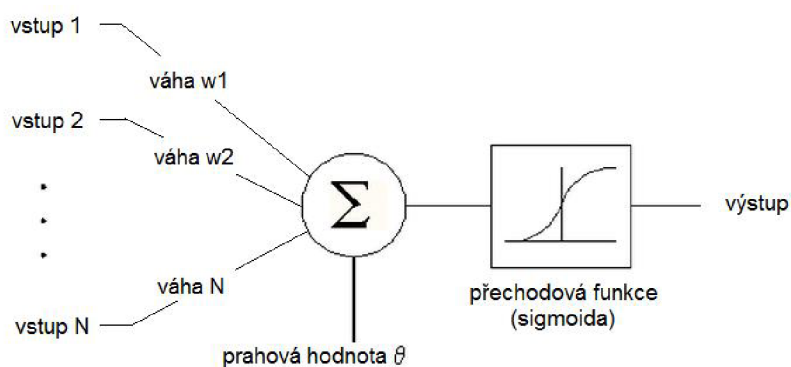 vstup 1
váha w1
vstup 2
váha w2
Σ
výstup
váha N
vstup N
přechodová funkce
(sigmoida)
prahová hodnota θ